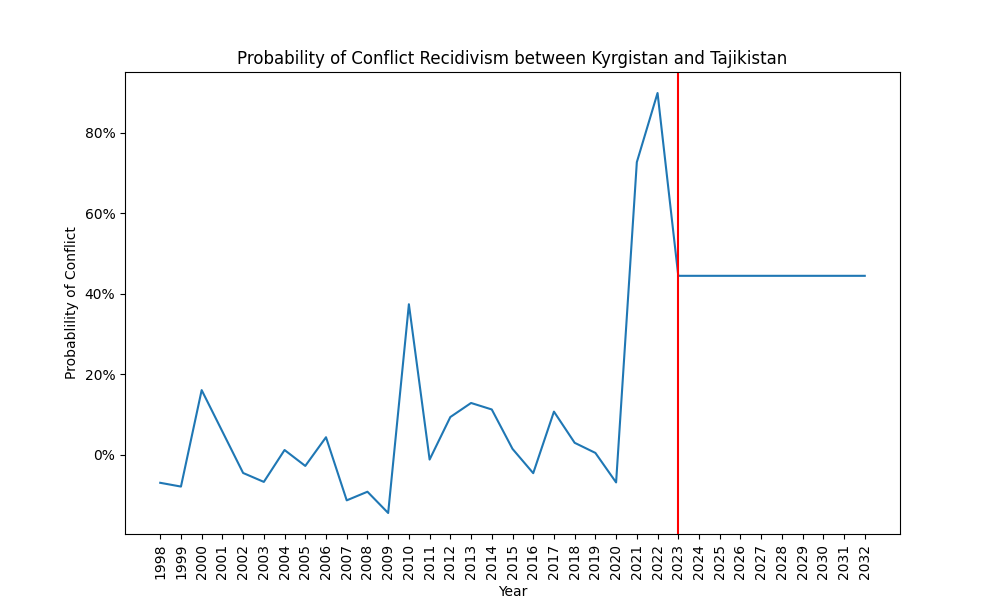 Probability of Conflict Recidivism between Kyrgistan and Tajikistan
Probablility of Conflict
80%
60%
40%
20%
0%
1998 1999 2000 2001 2002 2003 2004 2005 2006 2007 2008 2009 2010 2011 2012 2013 2014 2015 2016 2017 2018 2019 2020 2021 2022 2023 2024 2025 2026 2027 2028 2029 2030 2031 2032
Year